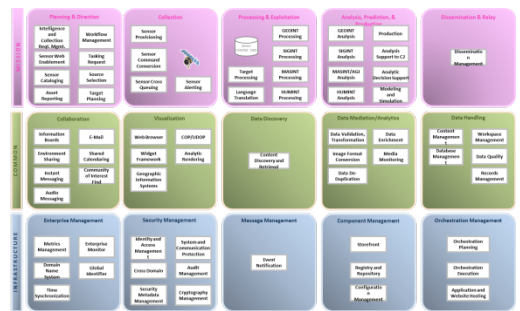 MISSION
Planning & Direction
Intelligence
and
Collection
Reqt. Mgmt.
Workflow
Management
Sensor Web
Enablement
Tasking
Request
Sensor
Cataloging
Source
Selection
Asset
Reporting
Target
Planning
Collection
Sensor
Provisioning
Sensor
Command
Conversion
Sensor Cross
Queuing
Sensor
Alerting
Processing & Exploitation
GEOINT
Processing
SIGINT
Processing
Target
Processing
MASINT
Processing
Language
Translation
HUMINT
Processing
Analysis, Prediction, &
Production
GEOINT
Analysis
Production
SIGINT
Analysis
Analysis
Support to C2
MASINT/AGI
Analysis
Analytic
Decision Support
HUMINT
Analysis
Modeling
and
Simulation
Dissemination & Relay
Disseminatio
n Management
COMMON
Collaboration
Information
Boards
E-Mail
Environment
Sharing
Shared
Calendaring
Instant
Messaging
Community
of Interest
Find
Audio
Messaging
Visualization
Web Browser
COP/UDOP
Widget
Framework
Analytic
Rendering
Geographic
Information
Systems
Data Discovery
Content
Discovery and
Retrieval
Data Mediation/Analytics
Data Validation,
Transformation
Data
Enrichment
Image Format
Conversion
Media
Monitoring
Data De-
Duplication
Data Handling
Content
Managemen
t
Workspace
Management
Database
Managemen
t
Data Quality
Records
Management
INFRASTRUCTURE
Enterprise Management
Metrics
Management
Enterprise
Monitor
Domain
Name
System
Global
Identifier
Time
Synchronization
Security Management
Identity and
Access
Managemen
t
System and
Communication
Protection
Cross Domain
Audit
Management
Security
Metadata
Management
Cryptography
Management
Message Management
Event
Notification
Component Management
Storefront
Registry and
Repository
Configuratio
n Management
Orchestration Management
Orchestration
Planning
Orchestration
Execution
Application and
Website Hosting